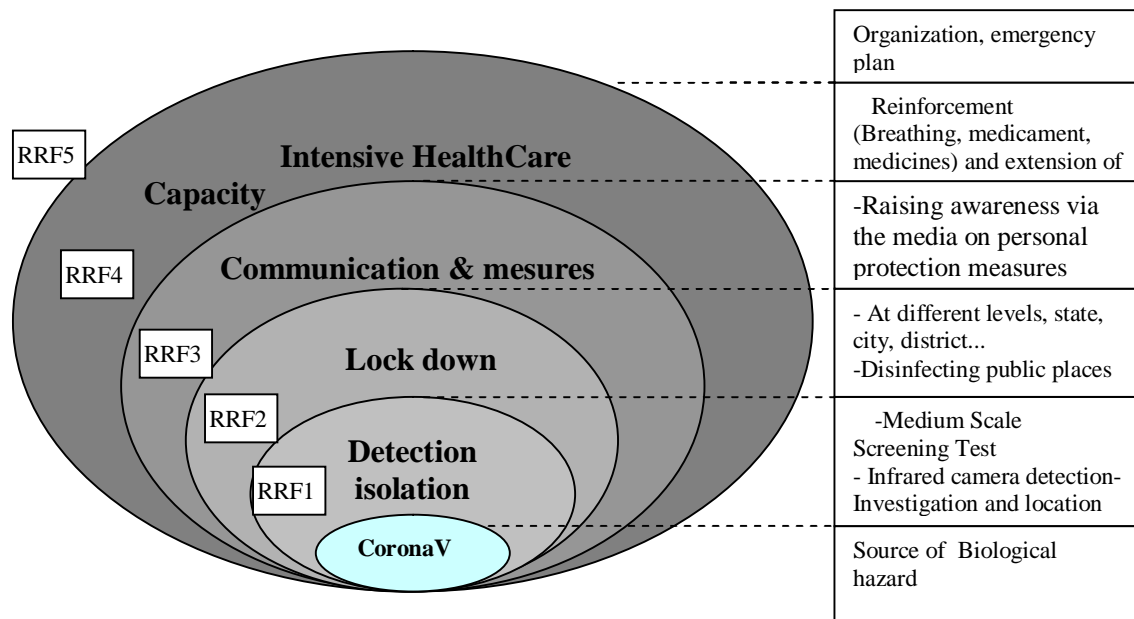 RRF5
Intensive HealthCare
Capacity
RRF4
Communication & mesures
RRF3
Lock down
RRF2
Detection
isolation
RRF1
CoronaV
Organization, emergency
plan
Reinforcement
(Breathing, medicament,
medicines) and extension of
-Raising awareness via
the media on personal
protection measures
- At different levels, state,
city, district...
-Disinfecting public places
-Medium Scale
Screening Test
- Infrared camera detection-
Investigation and location
Source of Biological
hazard